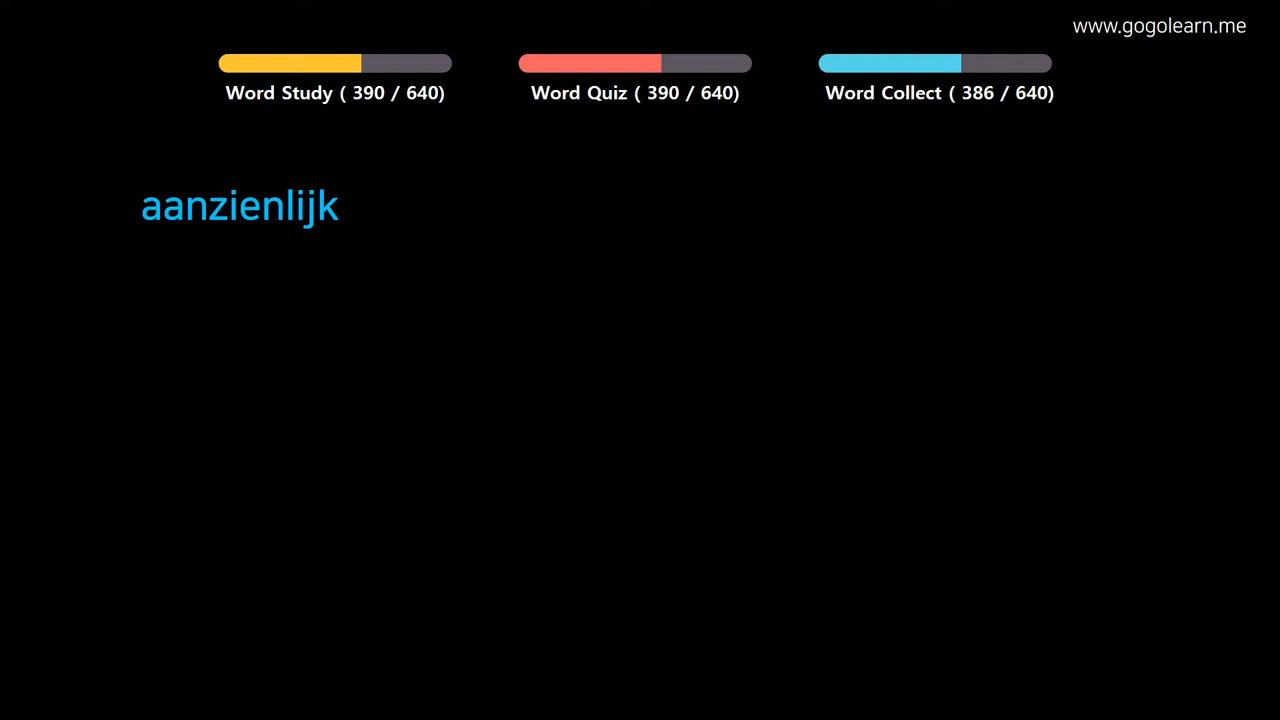 www.gogolearn.me
Word Study ( 390 / 640)
Word Quiz ( 390 / 640)
Word Collect ( 386 / 640)
aanzienlijk